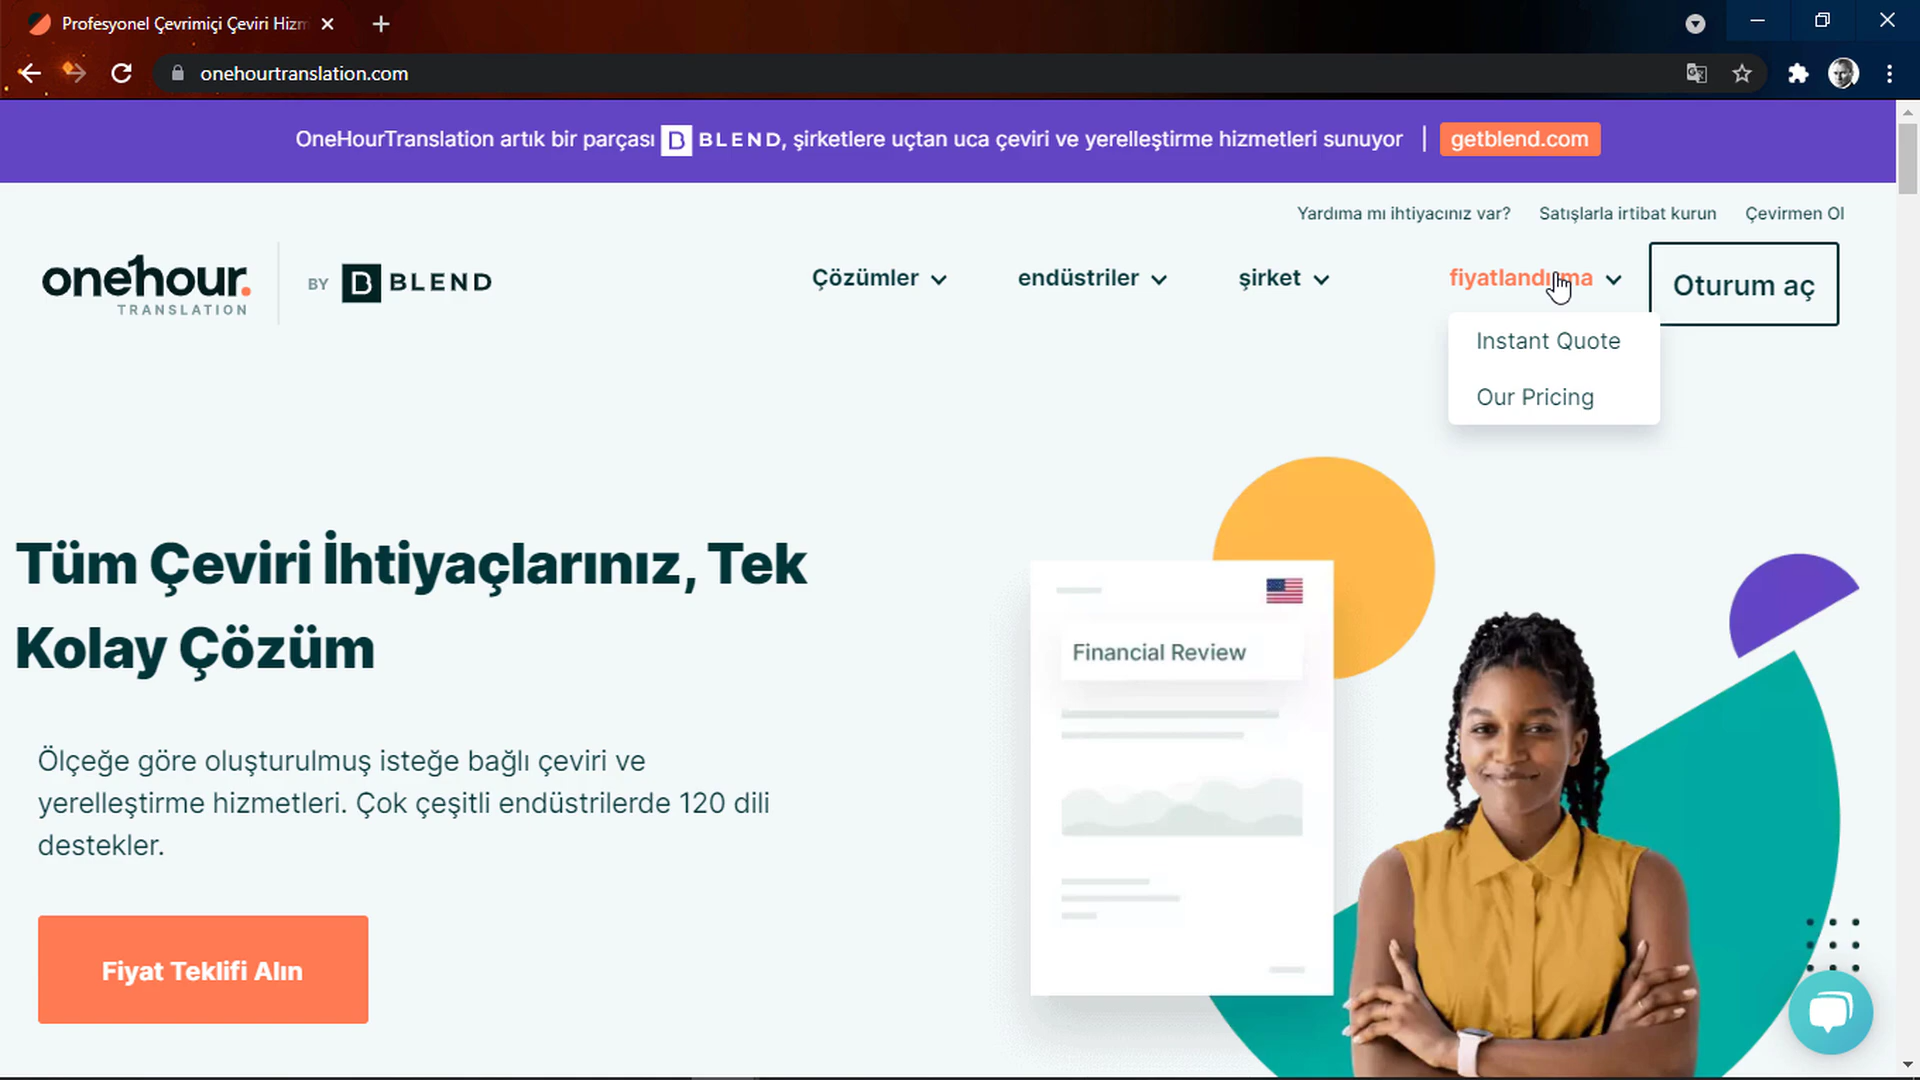 Profesyonel Çevrimiçi Çeviri Hizm
onehourtranslation.com
OneHourTranslation artık bir parçası B BLEND, şirketlere uçtan uca çeviri ve yerelleştirme hizmetleri sunuyor | getblend.com
Yardıma mı ihtiyacınız var? Satışlarla irtibat kurun Çevirmen Ol
onehour. TRANSLATION BY B BLEND
Çözümler endüstriler şirket fiyatlandırma Oturum aç
Instant Quote
Our Pricing
Tüm Çeviri İhtiyaçlarınız, Tek
Kolay Çözüm
Financial Review
Ölçeğe göre oluşturulmuş isteğe bağlı çeviri ve
yerelleştirme hizmetleri. Çok çeşitli endüstrilerde 120 dili
destekler.
Fiyat Teklifi Alın